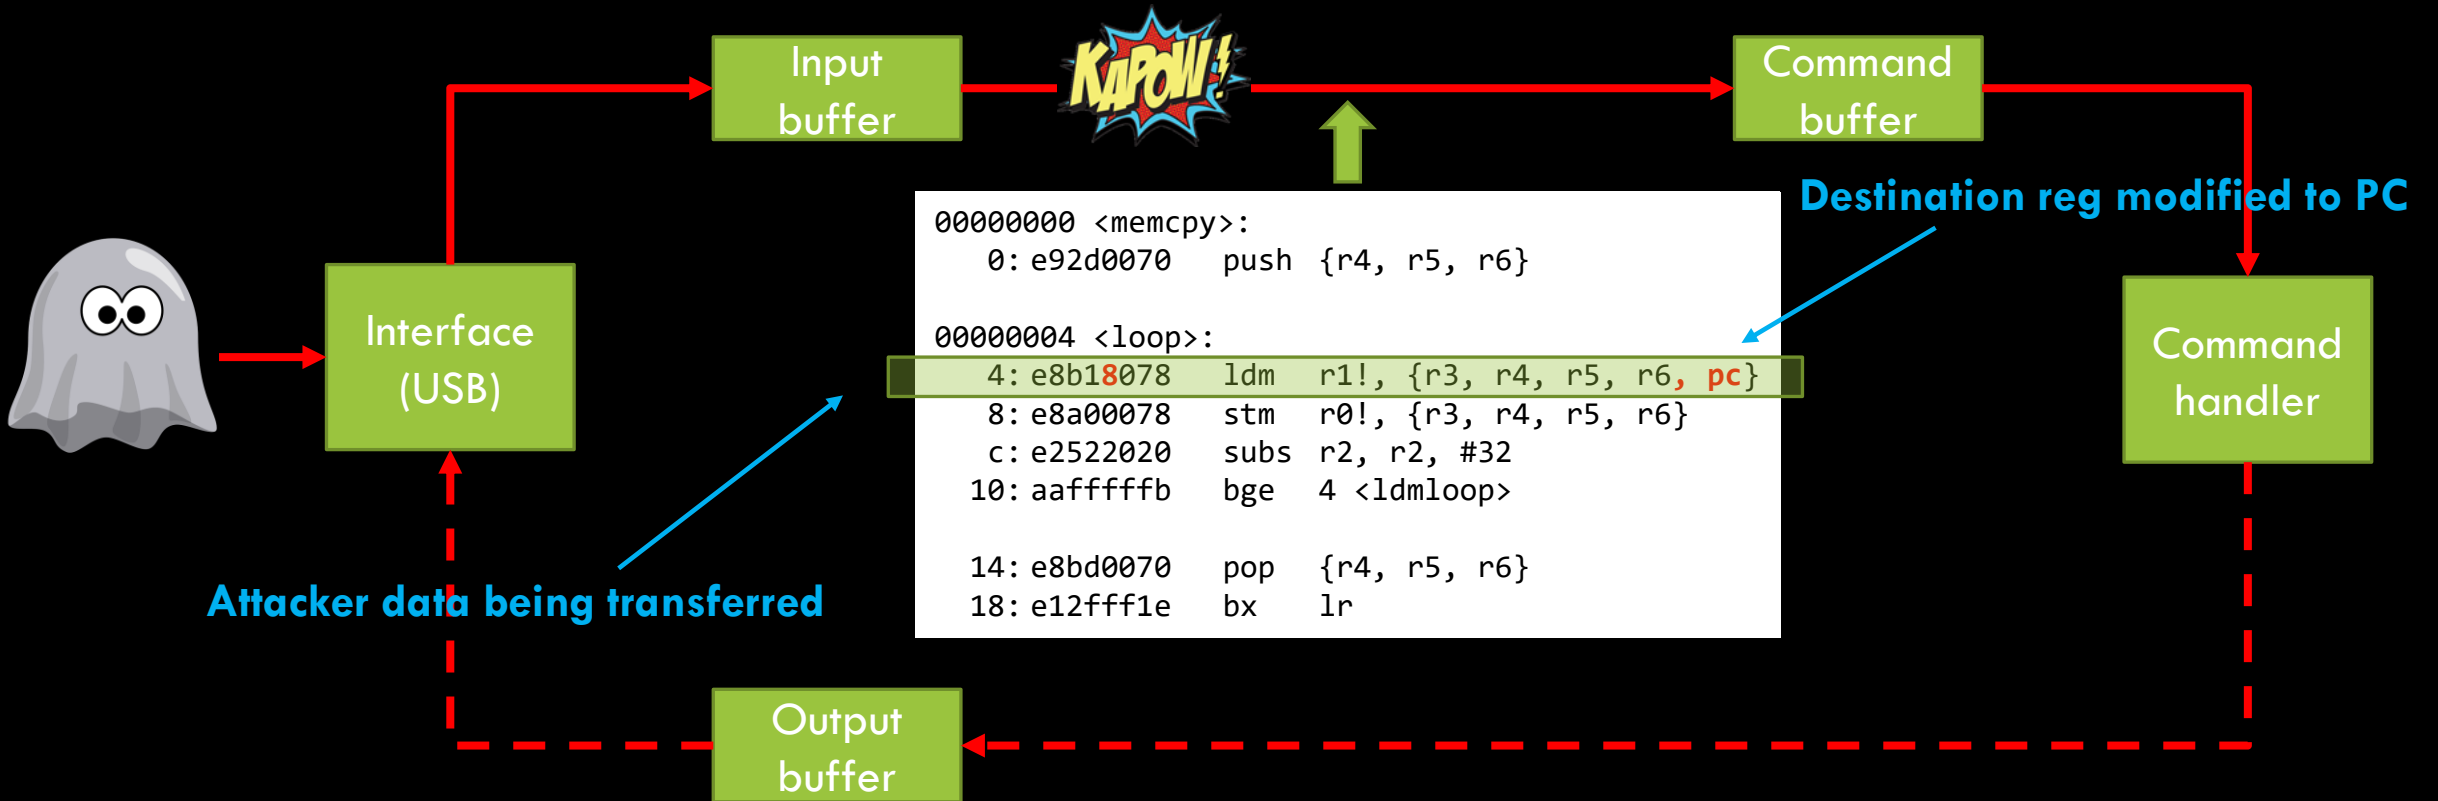 Input
buffer
KAPOW!
Command
buffer
Destination reg modified to PC
00000000 <memcpy>:
0: e92d0070 push {r4, r5, r6}
00000004 <loop>:
4: e8b18078 ldm r1!, {r3, r4, r5, r6, pc}
8: e8a00078 stm r0!, {r3, r4, r5, r6}
c: e2522020 subs r2, r2, #32
10: aafffffb bge 4 <ldmloop>
14: e8bd0070 pop {r4, r5, r6}
18: e12fff1e bx lr
Interface
(USB)
Command
handler
Attacker data being transferred
Output
buffer